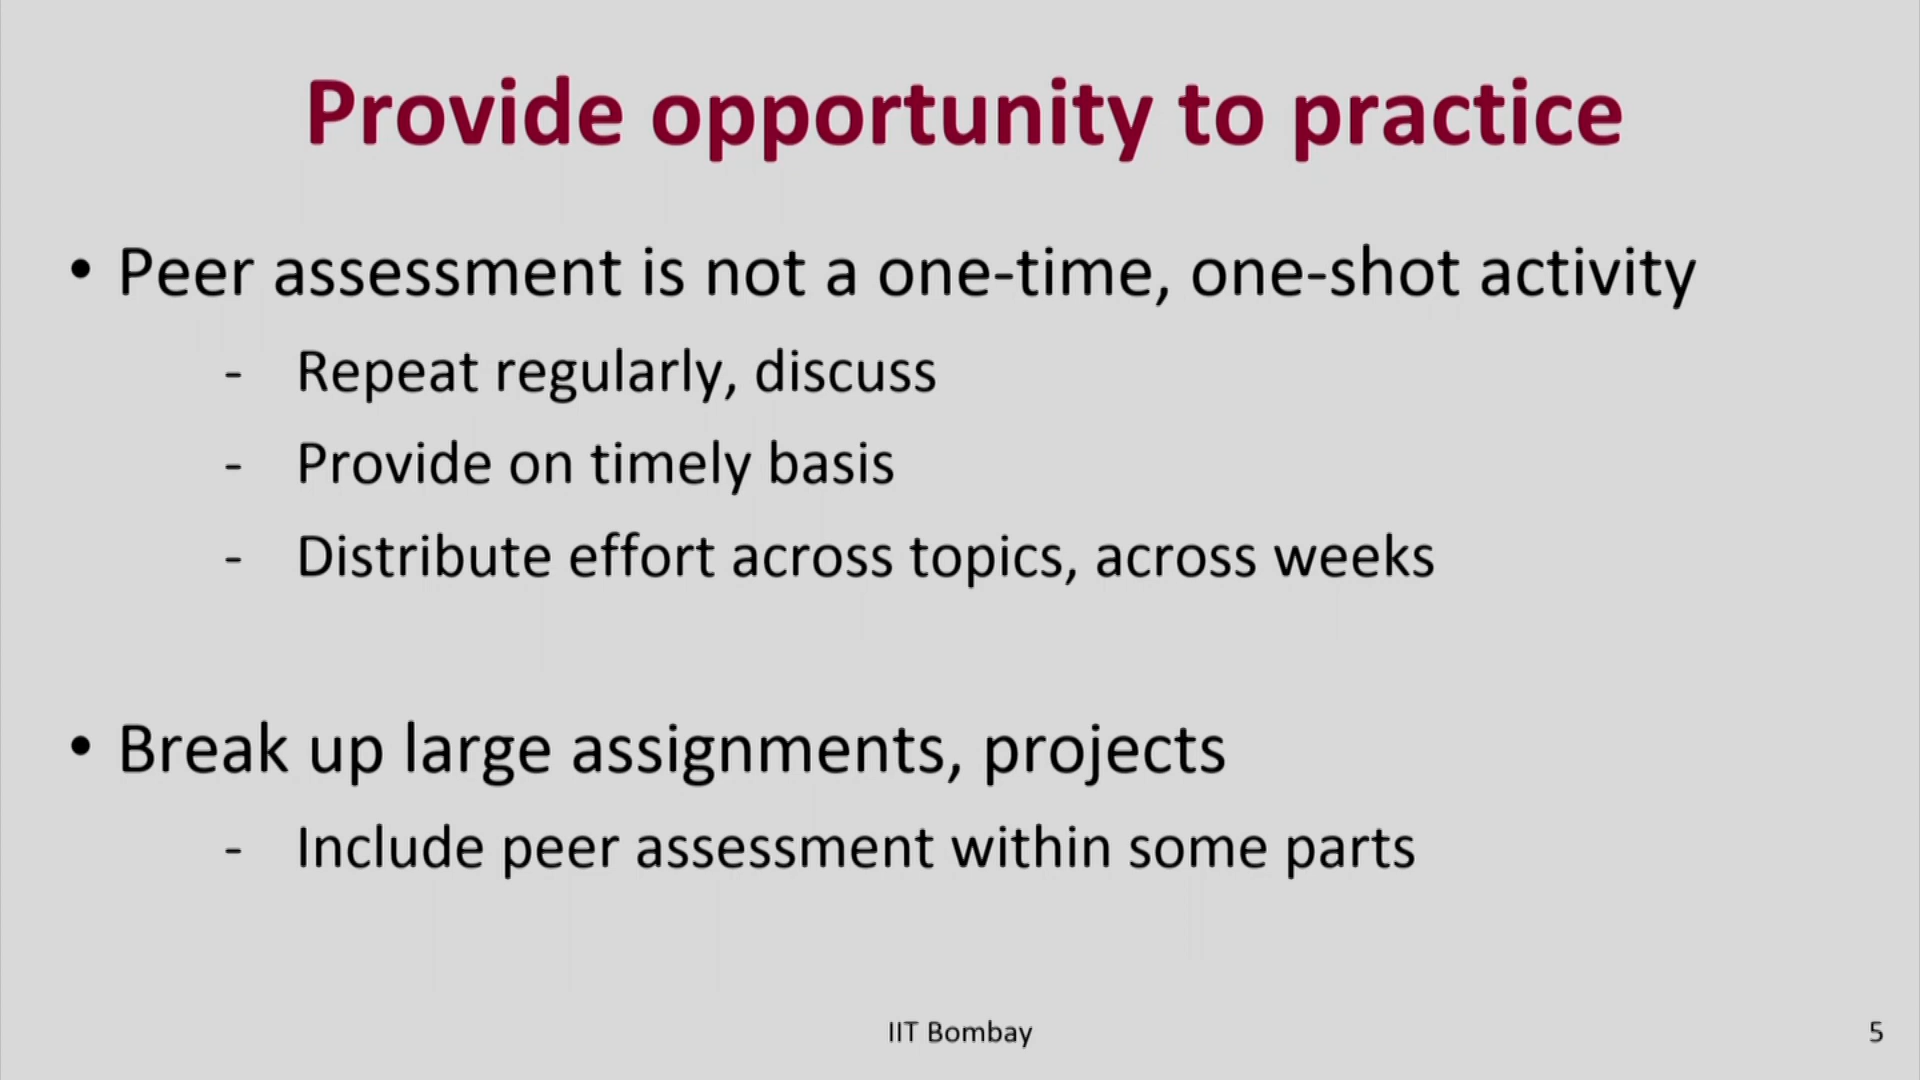 Provide opportunity to practice
• Peer assessment is not a one-time, one-shot activity
- Repeat regularly, discuss
- Provide on timely basis
- Distribute effort across topics, across weeks
• Break up large assignments, projects
- Include peer assessment within some parts
IIT Bombay
5